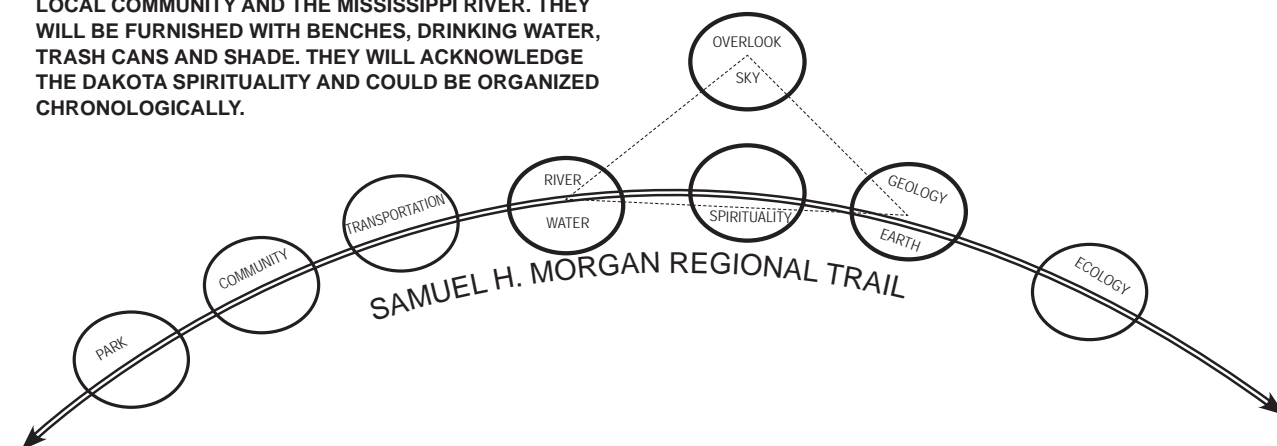 LOCAL COMMUNITY AND THE MISSISSIPPI RIVER. THEY
WILL BE FURNISHED WITH BENCHES, DRINKING WATER,
TRASH CANS AND SHADE. THEY WILL ACKNOWLEDGE
THE DAKOTA SPIRITUALITY AND COULD BE ORGANIZED
CHRONOLOGICALLY.
OVERLOOK
SKY
PARK
COMMUNITY
TRANSPORTATION
RIVER
WATER
SPIRITUALITY
GEOLOGY
EARTH
ECOLOGY
SAMUEL H. MORGAN REGIONAL TRAIL